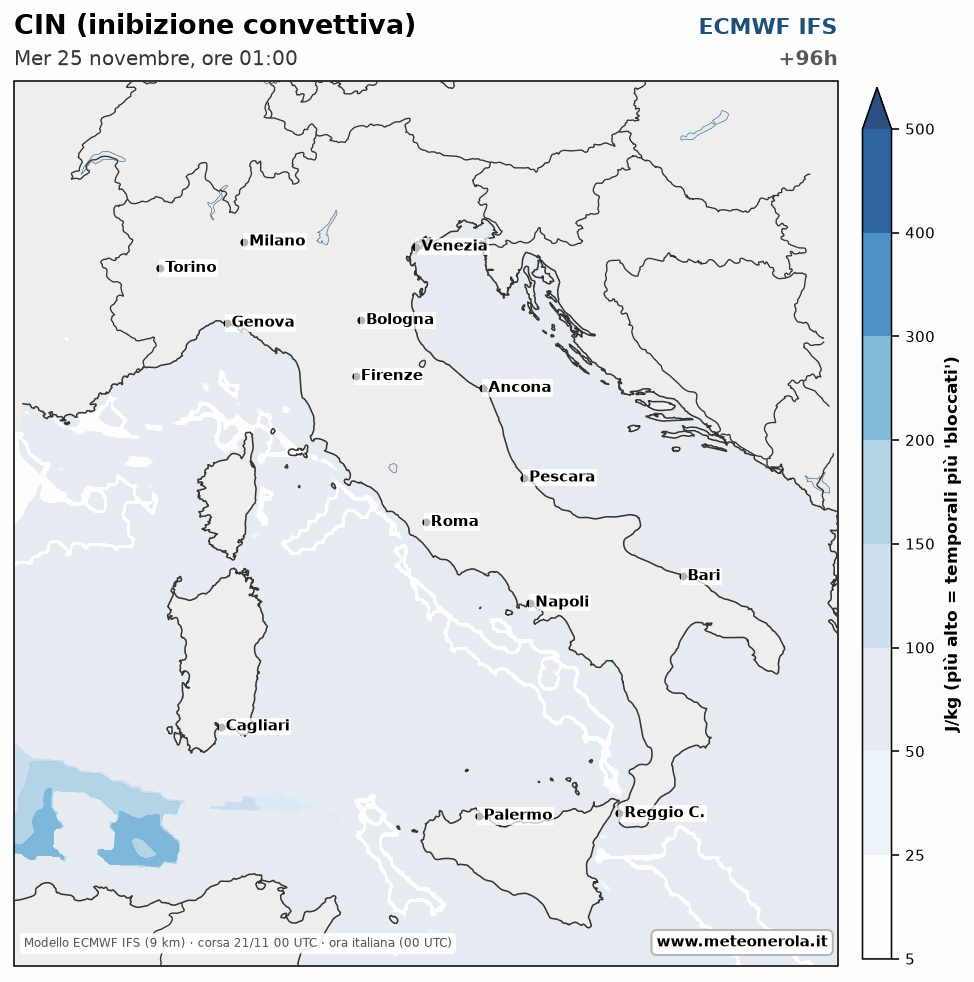 CIN (inibizione convettiva)
ECMWF IFS
Mer 25 novembre, ore 01:00
+96h
500
400
300
200
150
100
50
25
5
J/kg (più alto = temporali più 'bloccati')
Milano
Venezia
Torino
Genova
Bologna
Firenze
Ancona
Pescara
Roma
Bari
Napoli
Cagliari
Palermo
Reggio C.
Modello ECMWF IFS (9 km) · corsa 21/11 00 UTC · ora italiana (00 UTC)
www.meteonerola.it